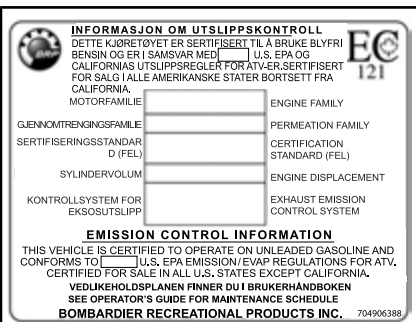 INFORMASJON OM UTSLIPPSKONTROLL
DETTE KJØRETØYET ER SERTIFISERT TIL Å BRUKE BLYFRI
BENSIN OG ER I SAMSVAR MED U.S, EPA OG
CALIFORNIAS UTSLIPPSREGLER FOR ATV-ER.SERTIFISERT
FOR SALG I ALLE AMERIKANSKE STATER BORTSETT FRA
CALIFORNIA.
EC
121
MOTORFAMILIE ENGINE FAMILY
GJENNOMTRENGINGSFAMILIE PERMEATION FAMILY
SERTIFISERINGSSTANDAR CERTIFICATION
D (FEL) STANDARD (FEL)
SYLINDERVOLUM ENGINE DISPLACEMENT
KONTROLLSYSTEM FOR EXHAUST EMISSION
EKSOSUTSLIPP CONTROL SYSTEM
EMISSION CONTROL INFORMATION
THIS VEHICLE IS CERTIFIED TO OPERATE ON UNLEADED GASOLINE AND
CONFORMS TO U.S. EPA EMISSION/ EVAP REGULATIONS FOR ATV.
CERTIFIED FOR SALE IN ALL U.S. STATES EXCEPT CALIFORNIA.
VEDLIKEHOLDSPLANEN FINNER DU I BRUKERHÅNDBOKEN
SEE OPERATOR'S GUIDE FOR MAINTENANCE SCHEDULE
BOMBARDIER RECREATIONAL PRODUCTS INC. 704906388